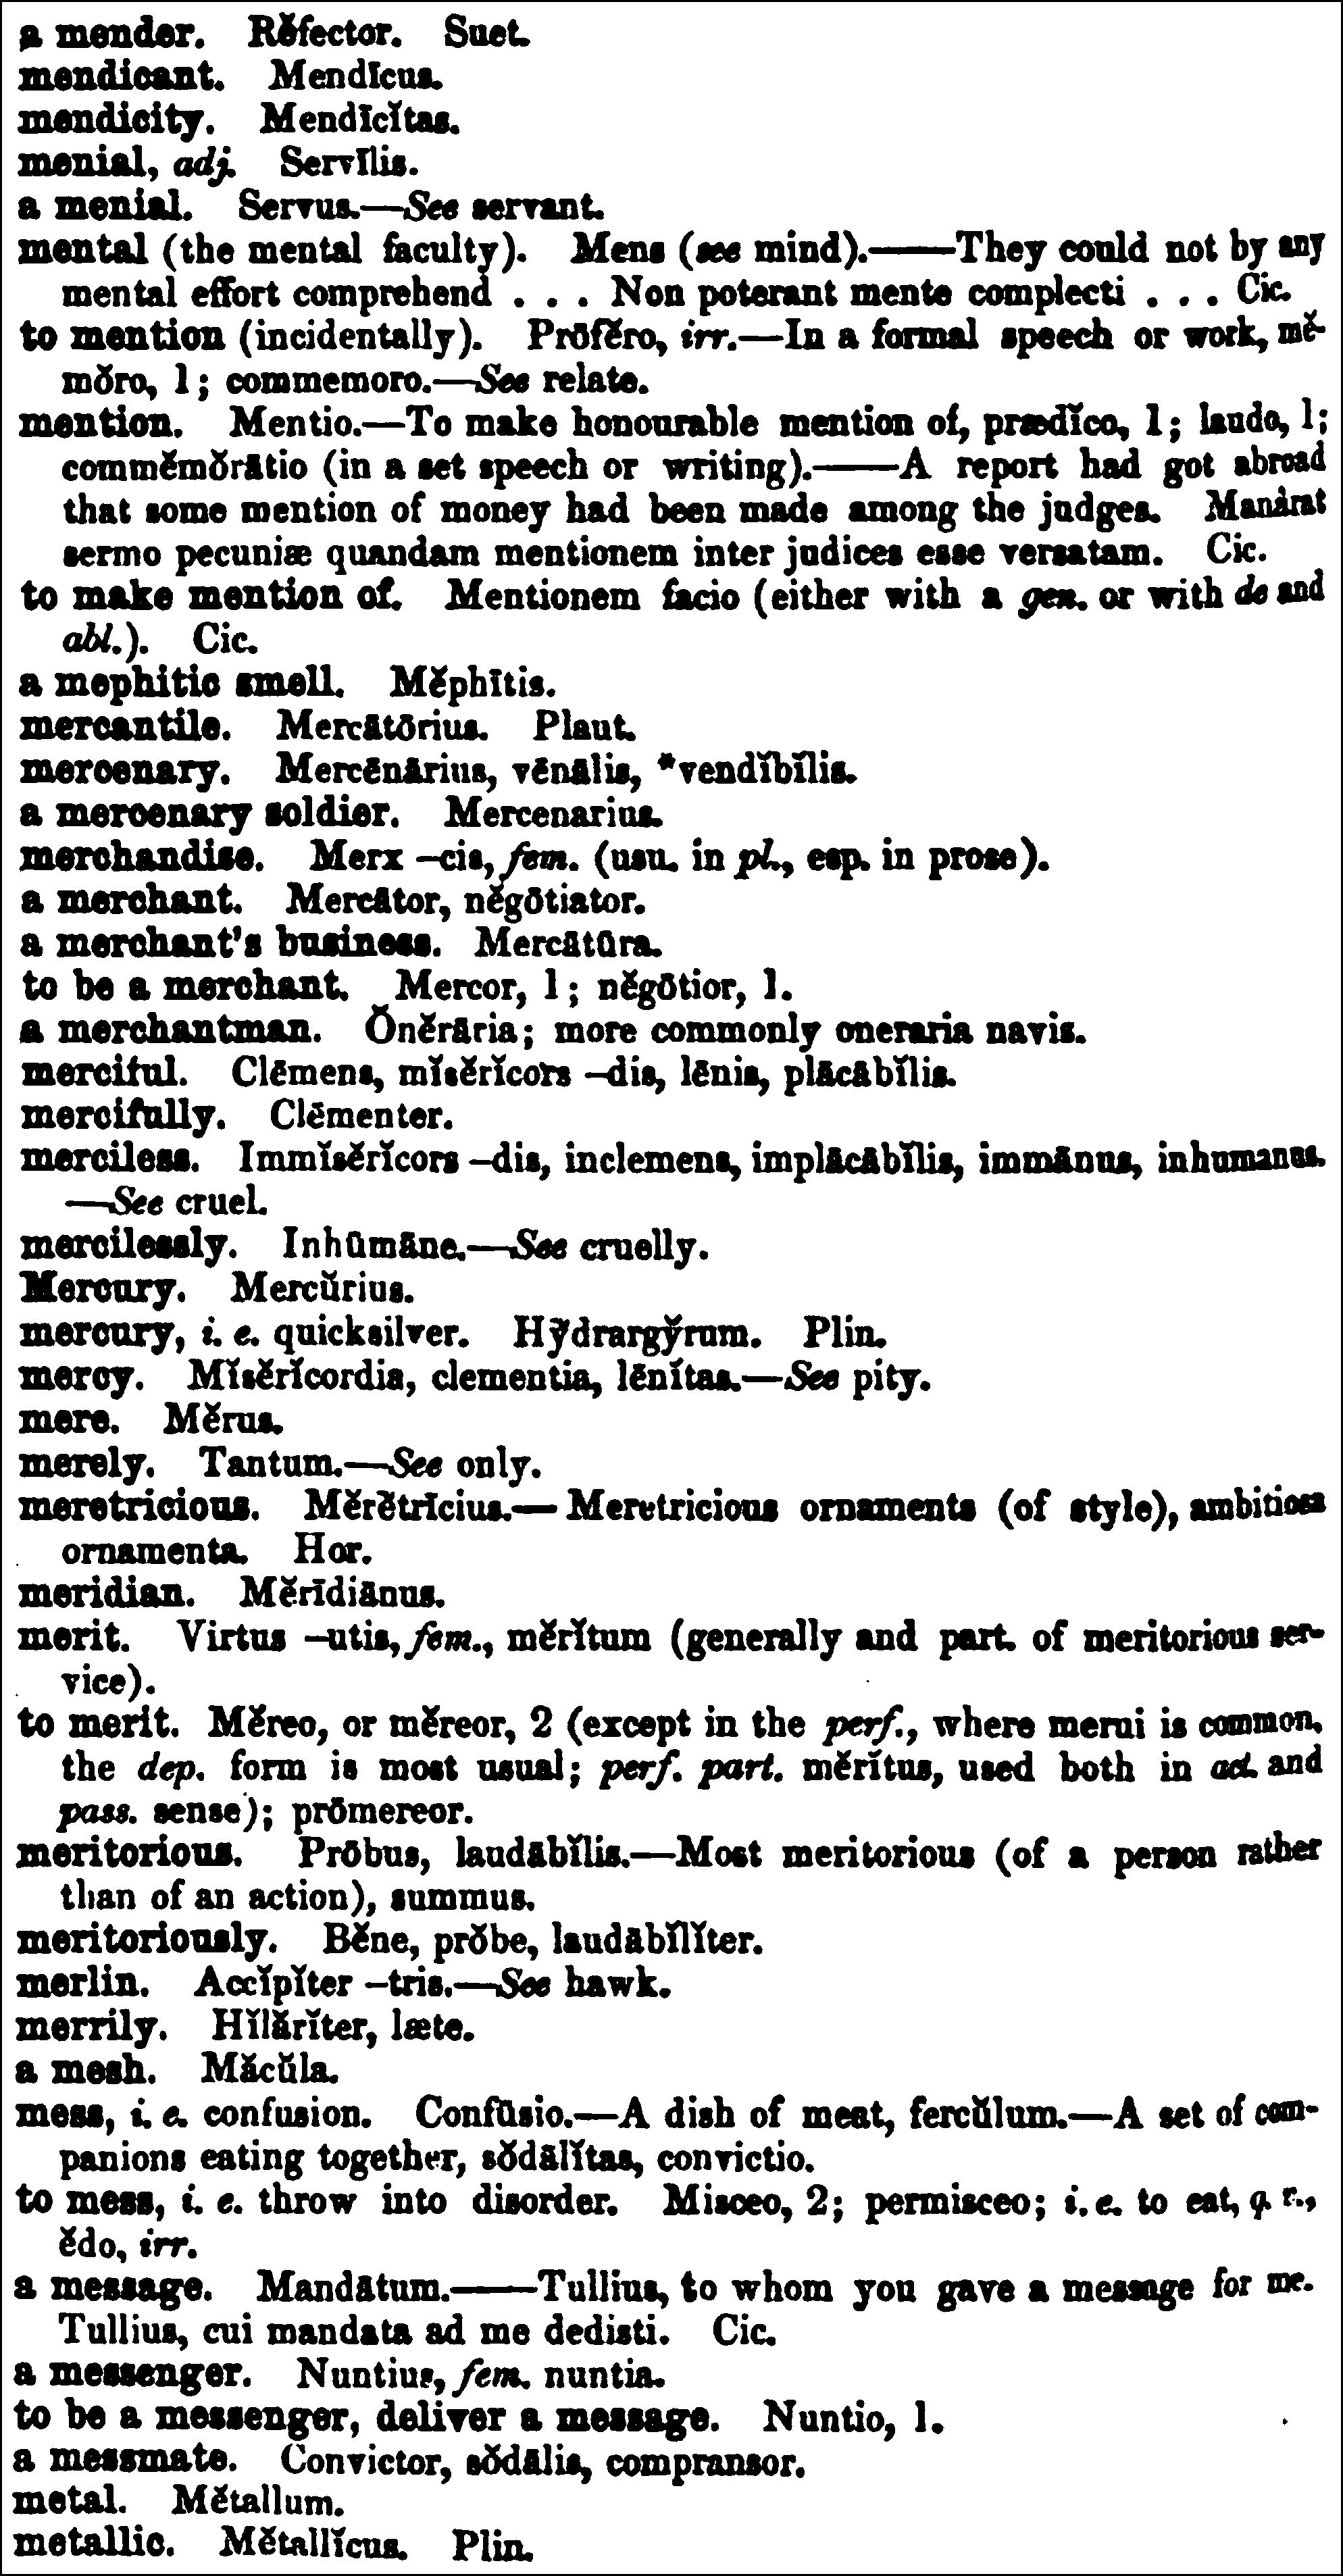 a mender. Rĕfector. Suet.
mendicant. Mendīcus.
mendicity. Mendīcĭtas.
menial, adj. Servīlis.
a menial. Servus.—See servant.
mental (the mental faculty). Mens (see mind).——They could not by any
mental effort comprehend . . . Non poterant mente complecti . . . Cic.
to mention (incidentally). Prōfĕro, irr.—In a formal speech or work, mĕ-
mŏro, 1; commemoro.—See relate.
mention. Mentio.—To make honourable mention of, prædĭco, 1; laudo, 1;
commĕmŏrātio (in a set speech or writing).——A report had got abroad
that some mention of money had been made among the judges. Manârat
sermo pecuniæ quandam mentionem inter judices esse versatam. Cic.
to make mention of. Mentionem facio (either with a gen. or with de and
abl.). Cic.
a mephitic smell. Mĕphītis.
mercantile. Mercātōrius. Plaut.
mercenary. Mercēnārius, vēnālis, *vendĭbĭlis.
a mercenary soldier. Mercenarius.
merchandise. Merx –cis, fem. (usu. in pl., esp. in prose).
a merchant. Mercātor, nĕgōtiator.
a merchant's business. Mercātūra.
to be a merchant. Mercor, 1; nĕgōtior, 1.
a merchantman. Ŏnĕrāria; more commonly oneraria navis.
merciful. Clēmens, mĭsĕrĭcors –dis, lēnis, plācābĭlis.
mercifully. Clēmenter.
merciless. Immĭsĕrĭcors –dis, inclemens, implācābĭlis, immānus, inhumanus.
—See cruel.
mercilessly. Inhūmāne.—See cruelly.
Mercury. Mercŭrius.
mercury, i. e. quicksilver. Hy̆drargy̆rum. Plin.
mercy. Mĭsĕrĭcordia, clementia, lēnĭtas.—See pity.
mere. Mĕrus.
merely. Tantum.—See only.
meretricious. Mĕrĕtrīcius.—Meretricious ornaments (of style), ambitiosa
ornamenta. Hor.
meridian. Mĕrīdiānus.
merit. Virtus –utis, fem., mĕrĭtum (generally and part. of meritorious ser-
vice).
to merit. Mĕreo, or mĕreor, 2 (except in the perf., where merui is common,
the dep. form is most usual; perf. part. mĕrĭtus, used both in act. and
pass. sense); prōmereor.
meritorious. Prŏbus, laudābĭlis.—Most meritorious (of a person rather
than of an action), summus.
meritoriously. Bĕne, prŏbe, laudābĭlĭter.
merlin. Accĭpĭter –tris.—See hawk.
merrily. Hĭlărĭter, læte.
a mesh. Măcŭla.
mess, i. e. confusion. Confūsio.—A dish of meat, fercŭlum.—A set of com-
panions eating together, sŏdālĭtas, convictio.
to mess, i. e. throw into disorder. Misceo, 2; permisceo; i. e. to eat, q. v.,
ĕdo, irr.
a message. Mandātum.——Tullius, to whom you gave a message for me.
Tullius, cui mandata ad me dedisti. Cic.
a messenger. Nuntius, fem. nuntia.
to be a messenger, deliver a message. Nuntio, 1.
a messmate. Convictor, sŏdālis, compransor.
metal. Mĕtallum.
metallic. Mĕtallĭcus. Plin.